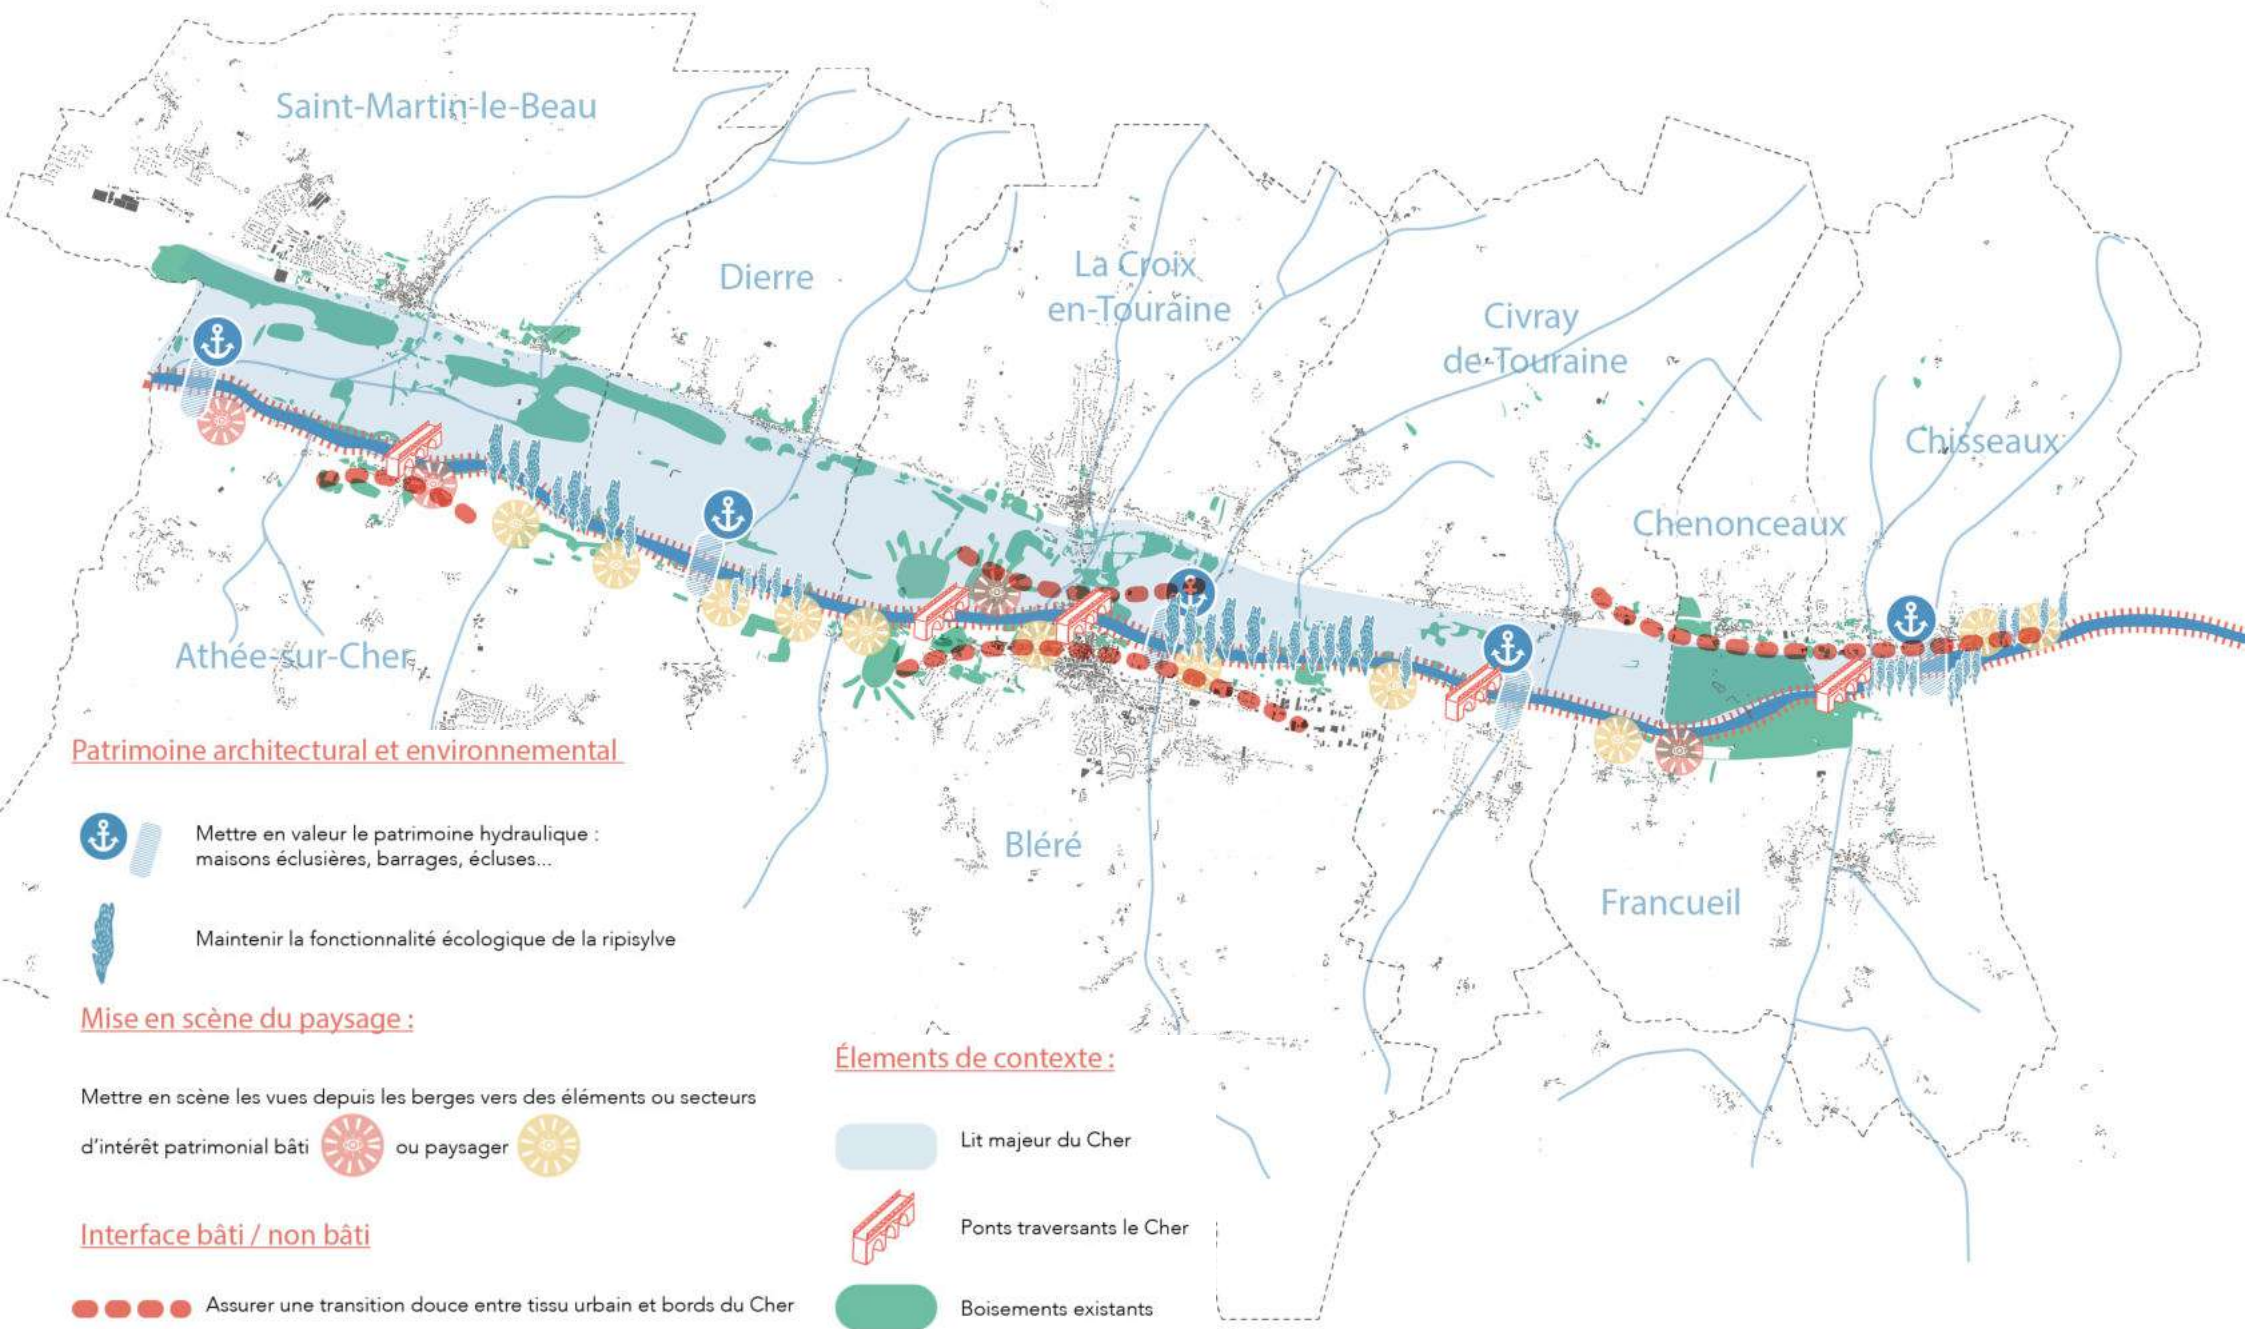 Saint-Martin-le-Beau
Dierre
La Croix
en-Touraine
Civray
de-Touraine
Chisseaux
Chenonceaux
Athée-sur-Cher
Bléré
Francueil
Patrimoine architectural et environnemental
Mettre en valeur le patrimoine hydraulique :
maisons éclusières, barrages, écluses...
Maintenir la fonctionnalité écologique de la ripisylve
Mise en scène du paysage :
Mettre en scène les vues depuis les berges vers des éléments ou secteurs
d'intérêt patrimonial bâti ou paysager
Interface bâti / non bâti
Assurer une transition douce entre tissu urbain et bords du Cher
Élements de contexte :
Lit majeur du Cher
Ponts traversants le Cher
Boisements existants